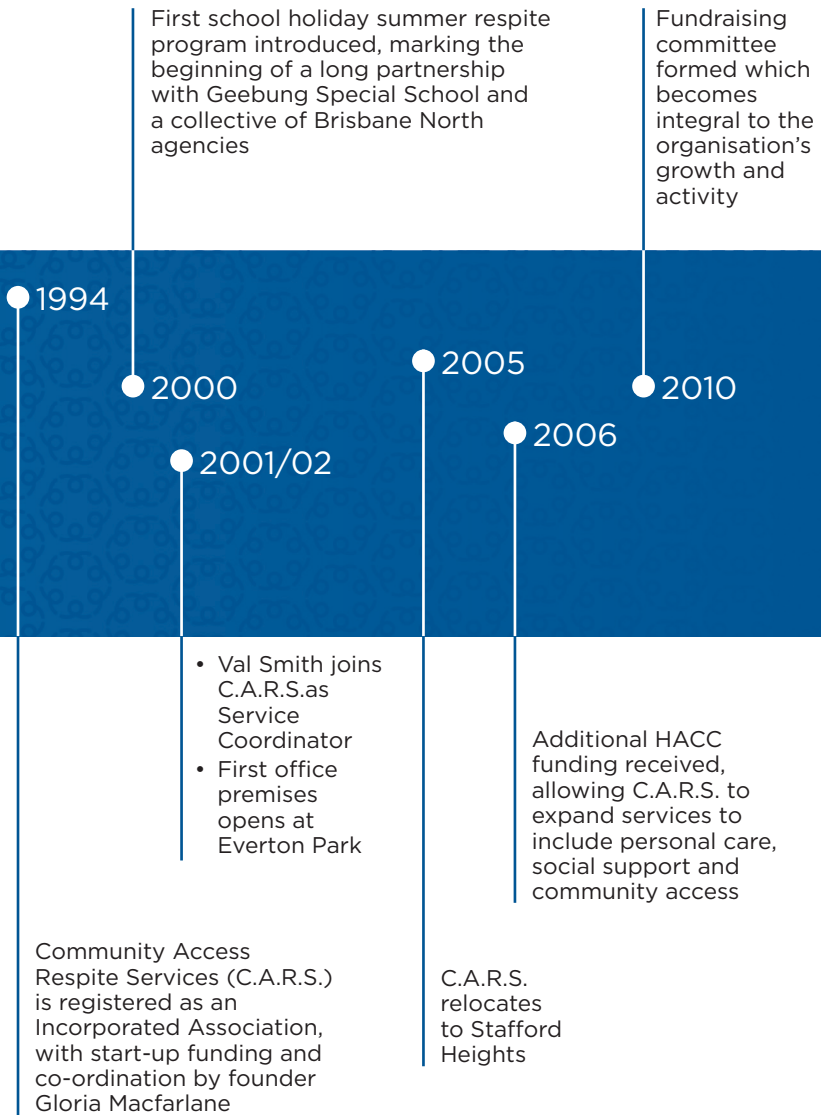 First school holiday summer respite
program introduced, marking the
beginning of a long partnership
with Geebung Special School and
a collective of Brisbane North
agencies
Fundraising
committee
formed which
becomes
integral to the
organisation’s
growth and
activity
1994
2000
2001/02
2005
2006
2010
• Val Smith joins
C.A.R.S.as
Service
Coordinator
• First office
premises
opens at
Everton Park
Additional HACC
funding received,
allowing C.A.R.S. to
expand services to
include personal care,
social support and
community access
Community Access
Respite Services (C.A.R.S.)
is registered as an
Incorporated Association,
with start-up funding and
co-ordination by founder
Gloria Macfarlane
C.A.R.S.
relocates
to Stafford
Heights